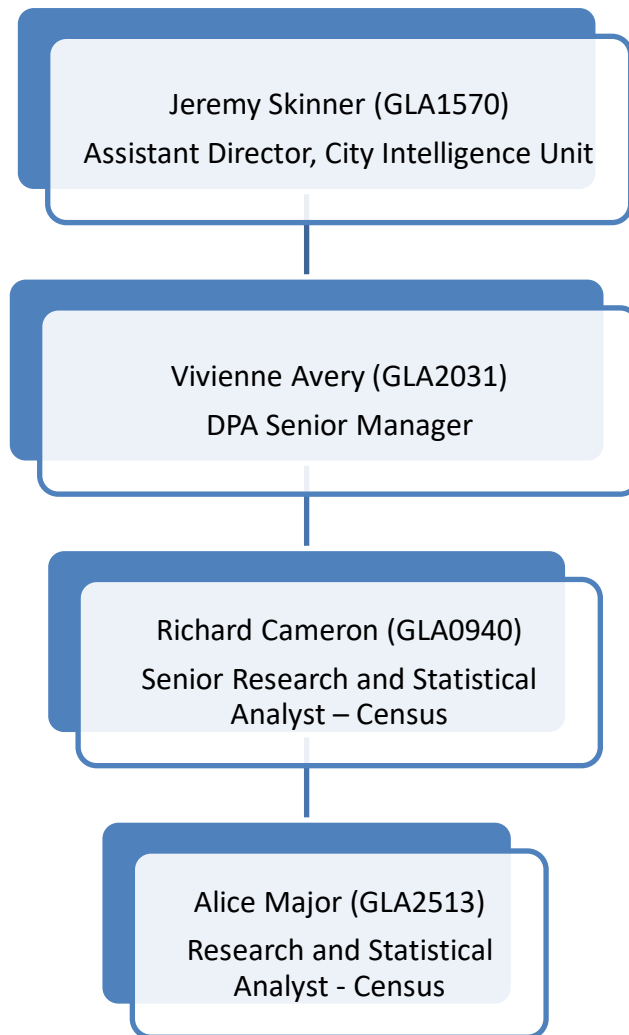 Jeremy Skinner (GLA1570)
Assistant Director, City Intelligence Unit
Vivienne Avery (GLA2031)
DPA Senior Manager
Richard Cameron (GLA0940)
Senior Research and Statistical
Analyst – Census
Alice Major (GLA2513)
Research and Statistical
Analyst - Census